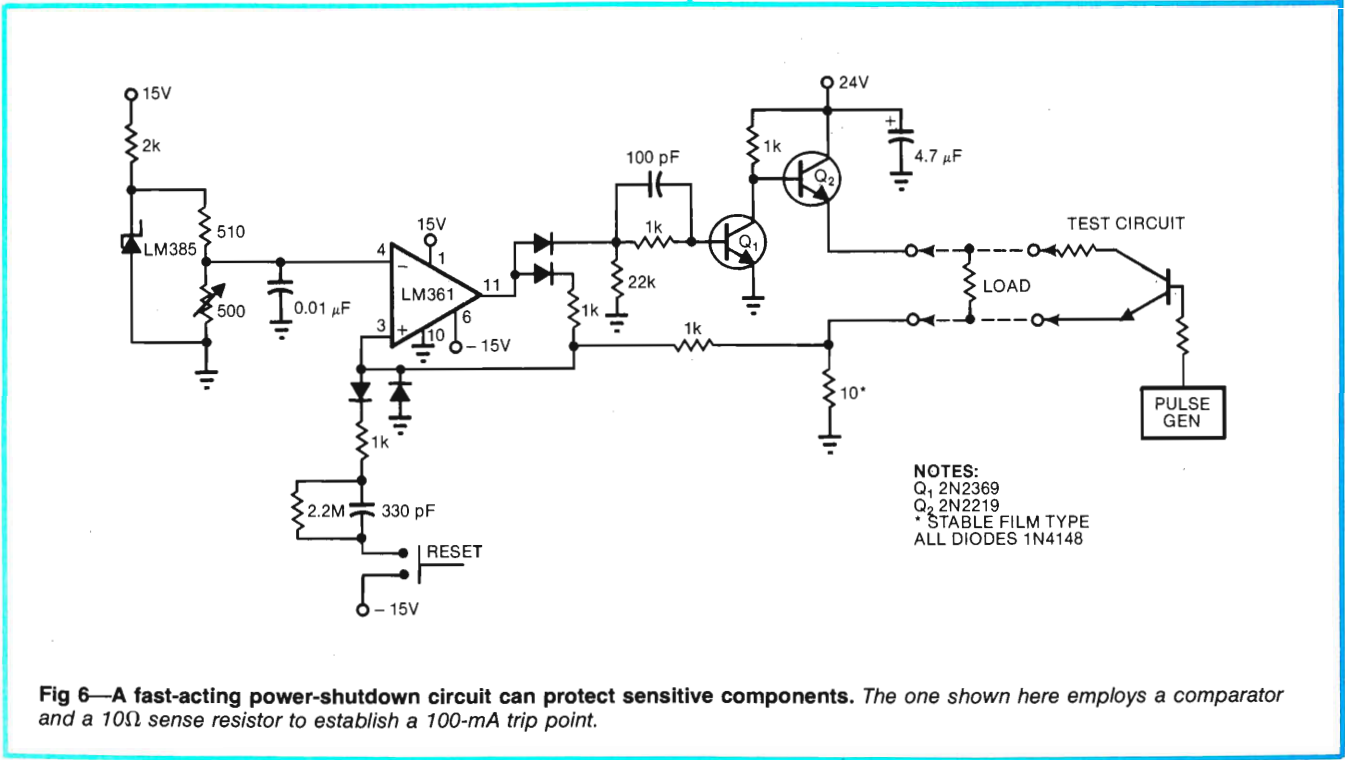 15V
2k
LM385
510
500
0.01 µF
4
3
–
+
15V
1
LM361
11
6
10
– 15V
1k
2.2M
330 pF
RESET
– 15V
1k
22k
100 pF
1k
Q1
1k
Q2
24V
+
4.7 µF
1k
10*
LOAD
TEST CIRCUIT
PULSE
GEN
NOTES:
Q1 2N2369
Q2 2N2219
* STABLE FILM TYPE
ALL DIODES 1N4148
Fig 6—A fast-acting power-shutdown circuit can protect sensitive components. The one shown here employs a comparator
and a 10Ω sense resistor to establish a 100-mA trip point.